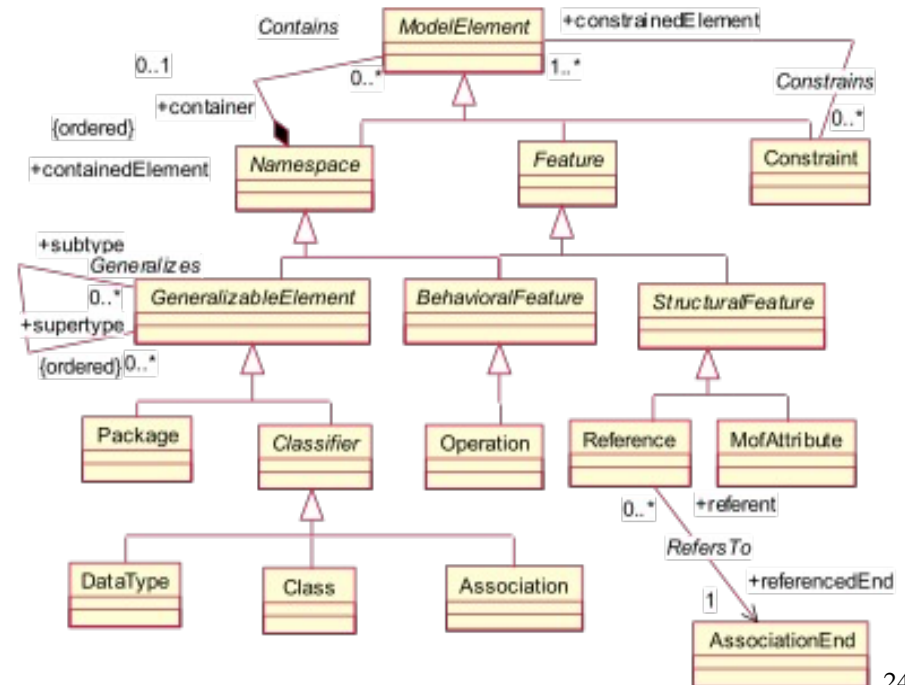 Contains
ModelElement
+constrainedElement
0..1
0..*
1..*
Constrains
+container
0..*
{ordered}
+containedElement
Namespace
Feature
Constraint
+subtype
Generalizes
0..*
GeneralizableElement
BehavioralFeature
StructuralFeature
+supertype
{ordered}
0..*
Package
Classifier
Operation
Reference
MofAttribute
0..*
+referent
RefersTo
DataType
Class
Association
+referencedEnd
1
AssociationEnd
24